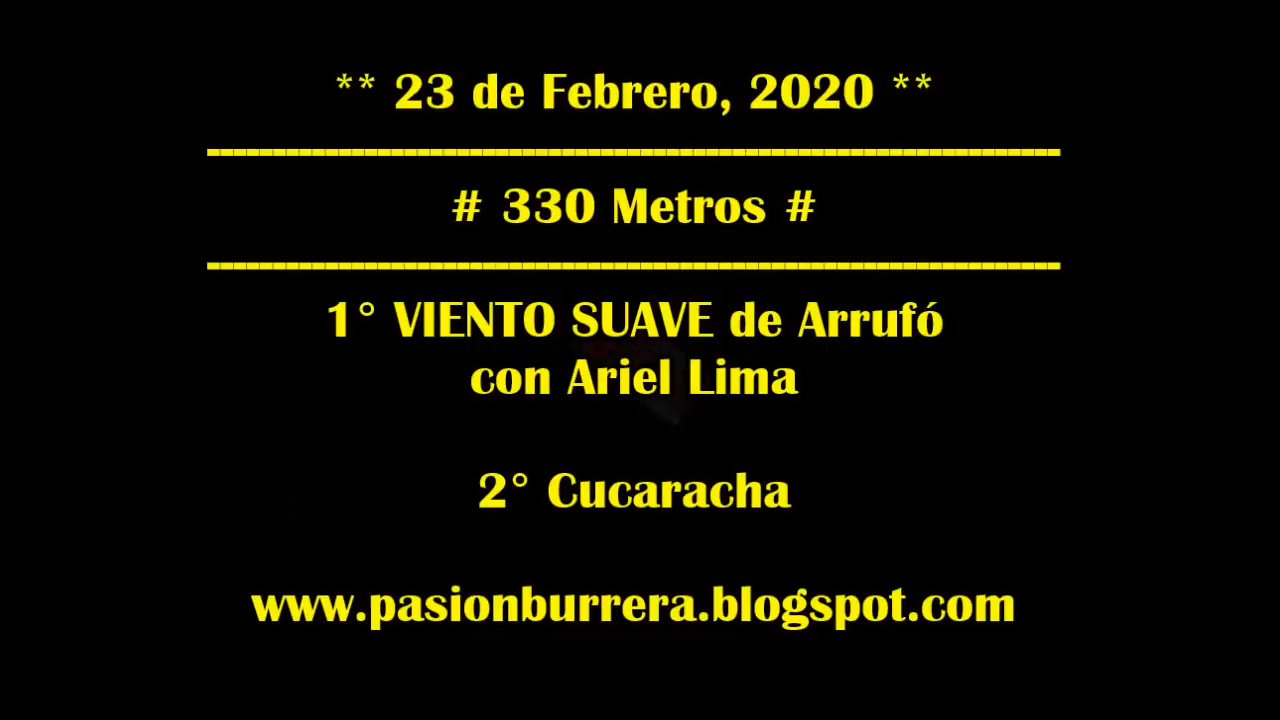 ** 23 de Febrero, 2020 **
-----------------------------------------------------------------
# 330 Metros #
-----------------------------------------------------------------
1° VIENTO SUAVE de Arrufó
con Ariel Lima
2° Cucaracha
www.pasionburrera.blogspot.com